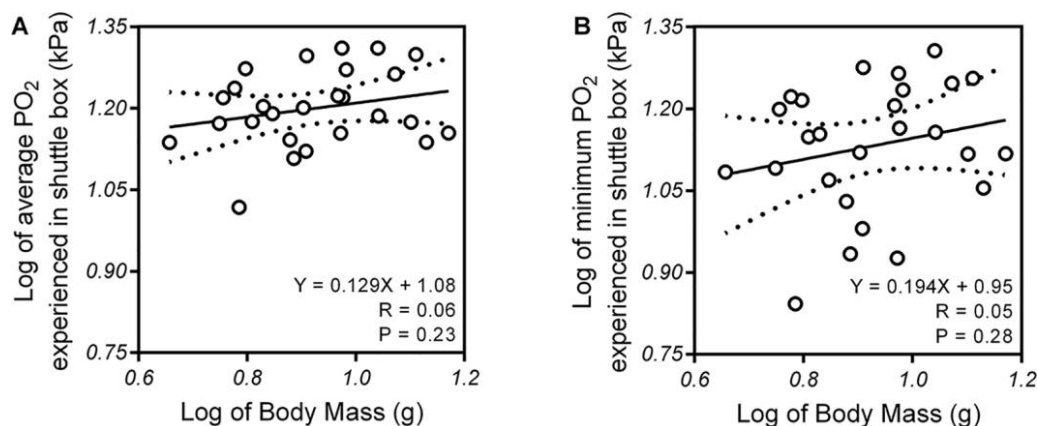 A
Log of average PO2
experienced in shuttle box (kPa)
1.35
1.20
1.05
0.90
0.75
Y = 0.129X + 1.08
R = 0.06
P = 0.23
0.6
0.8
1.0
1.2
Log of Body Mass (g)
B
Log of minimum PO2
experienced in shuttle box (kPa)
1.35
1.20
1.05
0.90
0.75
Y = 0.194X + 0.95
R = 0.05
P = 0.28
0.6
0.8
1.0
1.2
Log of Body Mass (g)